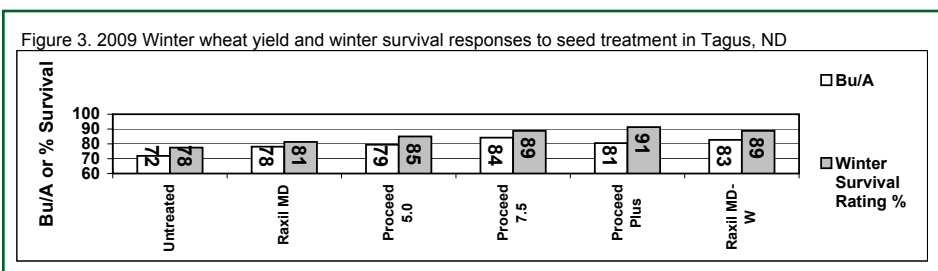 Figure 3. 2009 Winter wheat yield and winter survival responses to seed treatment in Tagus, ND
Bu/A or % Survival
100
90
80
70
60
72
78
78
81
79
85
84
89
81
91
83
89
Untreated
Raxil MD
Proceed
5.0
Proceed
7.5
Proceed
Plus
Raxil MD-
W
Bu/A
Winter
Survival
Rating %